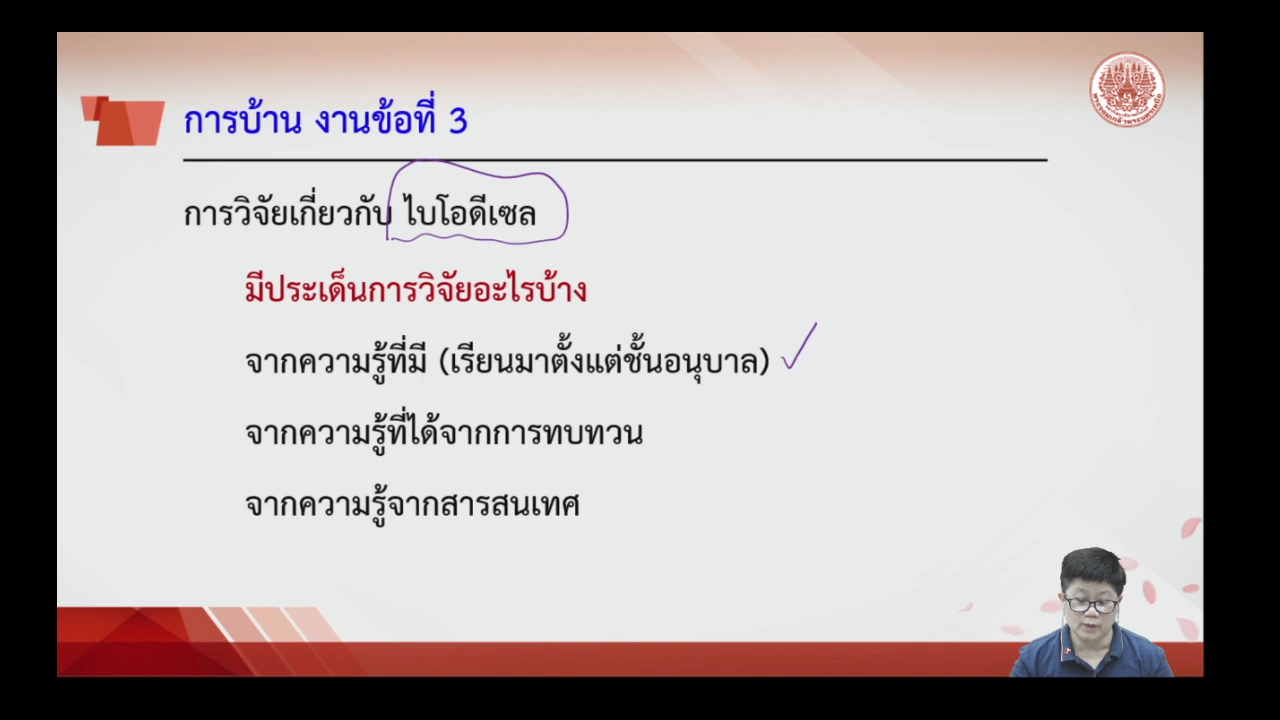 การบ้าน งานข้อที่ 3
การวิจัยเกี่ยวกับ ไบโอดีเซล
มีประเด็นการวิจัยอะไรบ้าง
จากความรู้ที่มี (เรียนมาตั้งแต่ชั้นอนุบาล)
จากความรู้ที่ได้จากการทบทวน
จากความรู้จากสารสนเทศ